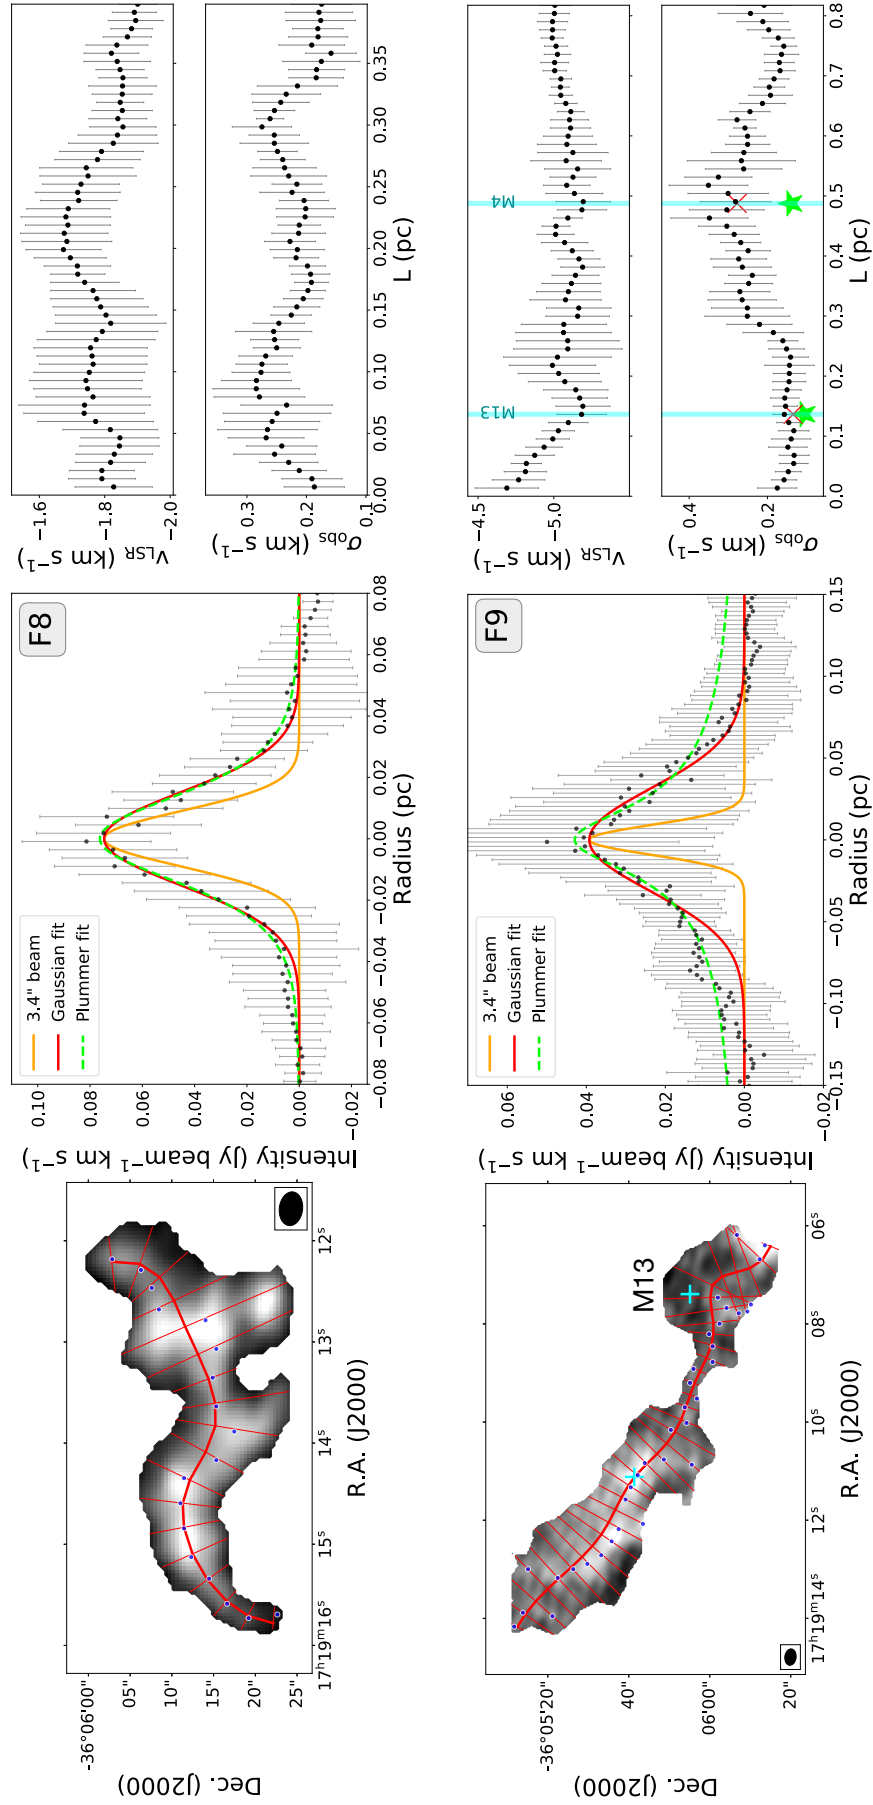 -36°06'00"
05"
10"
15"
20"
25"
Dec. (J2000)
17ʰ19ᵐ16ˢ
15ˢ
14ˢ
13ˢ
12ˢ
R.A. (J2000)
F8
3.4" beam
Gaussian fit
Plummer fit
0.10
0.08
0.06
0.04
0.02
0.00
−0.02
Intensity (Jy beam⁻¹ km s⁻¹)
−0.08
−0.06
−0.04
−0.02
0.00
0.02
0.04
0.06
0.08
Radius (pc)
−1.6
−1.8
−2.0
V_LSR (km s⁻¹)
0.3
0.2
0.1
σ_obs (km s⁻¹)
0.00
0.05
0.10
0.15
0.20
0.25
0.30
0.35
L (pc)
M13
-36°05'20"
40"
06'00"
20"
Dec. (J2000)
17ʰ19ᵐ14ˢ
12ˢ
10ˢ
08ˢ
06ˢ
R.A. (J2000)
F9
3.4" beam
Gaussian fit
Plummer fit
0.06
0.04
0.02
0.00
−0.02
Intensity (Jy beam⁻¹ km s⁻¹)
−0.15
−0.10
−0.05
0.00
0.05
0.10
0.15
Radius (pc)
M13
M4
−4.5
−5.0
V_LSR (km s⁻¹)
0.4
0.2
σ_obs (km s⁻¹)
0.0
0.1
0.2
0.3
0.4
0.5
0.6
0.7
0.8
L (pc)